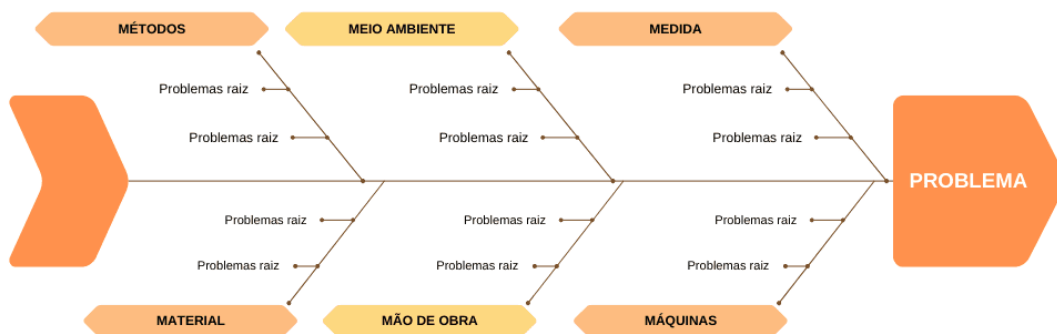 MÉTODOS
MEIO AMBIENTE
MEDIDA
Problemas raiz
Problemas raiz
Problemas raiz
Problemas raiz
Problemas raiz
Problemas raiz
PROBLEMA
Problemas raiz
Problemas raiz
Problemas raiz
Problemas raiz
Problemas raiz
Problemas raiz
MATERIAL
MÃO DE OBRA
MÁQUINAS